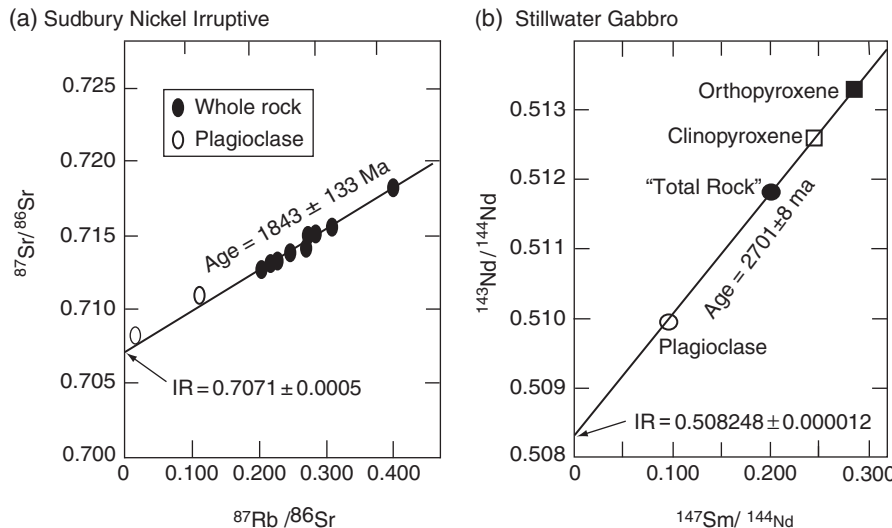 (a) Sudbury Nickel Irruptive
0.725
0.720
0.715
0.710
0.705
0.700
⁸⁷Sr/⁸⁶Sr
Whole rock
Plagioclase
Age = 1843 ± 133 Ma
IR = 0.7071 ± 0.0005
0
0.100
0.200
0.300
0.400
⁸⁷Rb /⁸⁶Sr
(b) Stillwater Gabbro
0.513
0.512
0.511
0.510
0.509
0.508
¹⁴³Nd/¹⁴⁴Nd
Orthopyroxene
Clinopyroxene
“Total Rock”
Age = 2701±8 ma
Plagioclase
IR = 0.508248 ± 0.000012
0
0.100
0.200
0.300
¹⁴⁷Sm/ ¹⁴⁴Nd